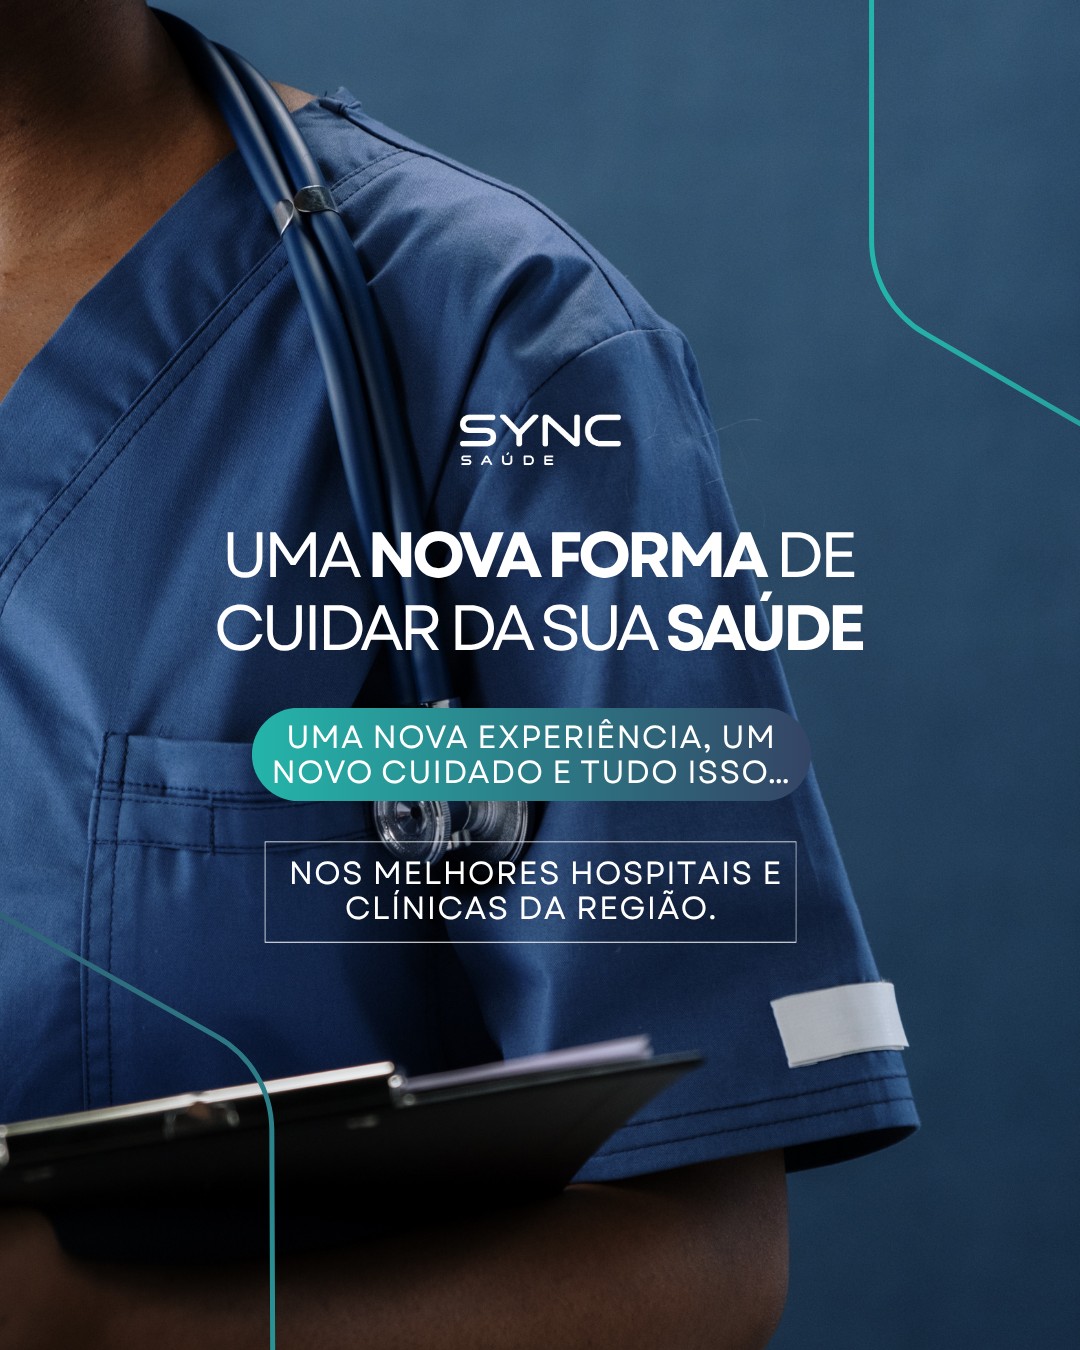 SYNC
SAÚDE
UMA NOVA FORMA DE
CUIDAR DA SUA SAÚDE
UMA NOVA EXPERIÊNCIA, UM
NOVO CUIDADO E TUDO ISSO...
NOS MELHORES HOSPITAIS E
CLÍNICAS DA REGIÃO.